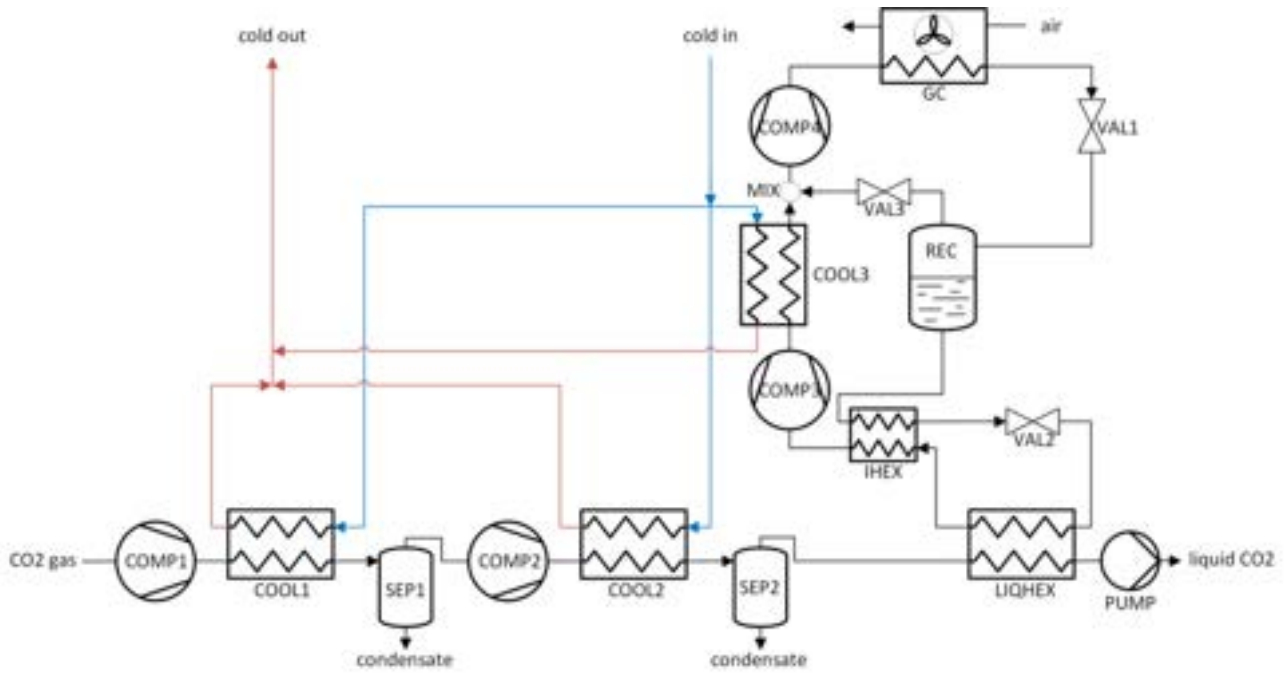 cold out
cold in
air
GC
COMP4
VAL1
MIX
VAL3
REC
COOL3
COMP3
VAL2
IHEX
CO2 gas
COMP1
COOL1
SEP1
COMP2
COOL2
SEP2
LIQHEX
PUMP
liquid CO2
condensate
condensate